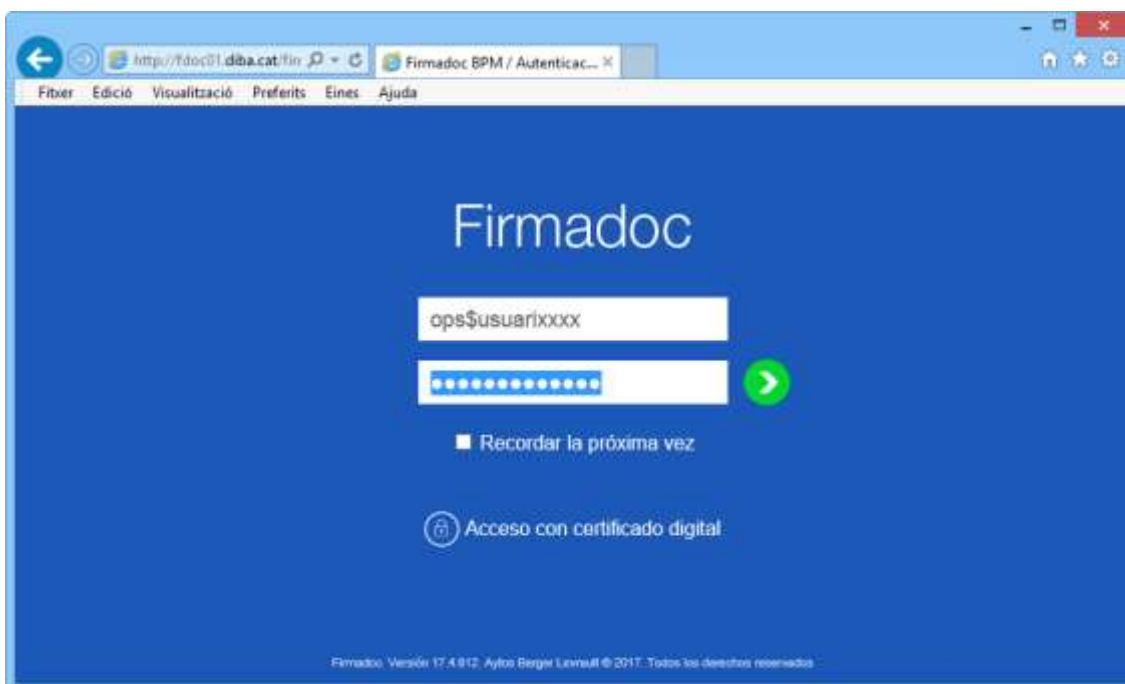 http://fdoc01.diba.cat/fin
Firmadoc BPM / Autenticac...
Fitxer Edició Visualització Preferits Eines Ajuda
Firmadoc
ops$usuarixxxx
•••••••••••••
Recordar la próxima vez
Acceso con certificado digital
Firmadoc. Versión 17.4.012. Aytos Berger Levrault © 2017. Todos los derechos reservados